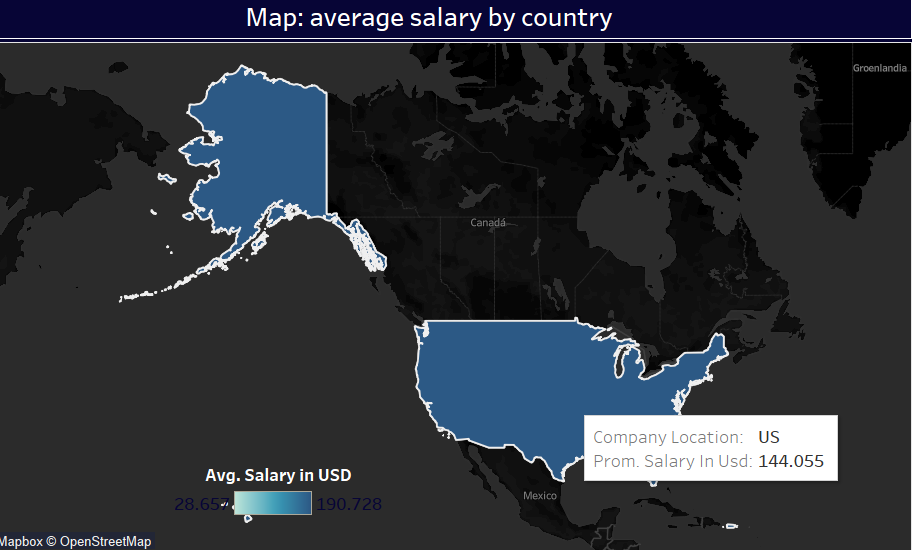 Map: average salary by country
Groenlandia
Canadá
Company Location: US
Prom. Salary In Usd: 144.055
Avg. Salary in USD
28.657 190.728
Mexico
Mapbox © OpenStreetMap